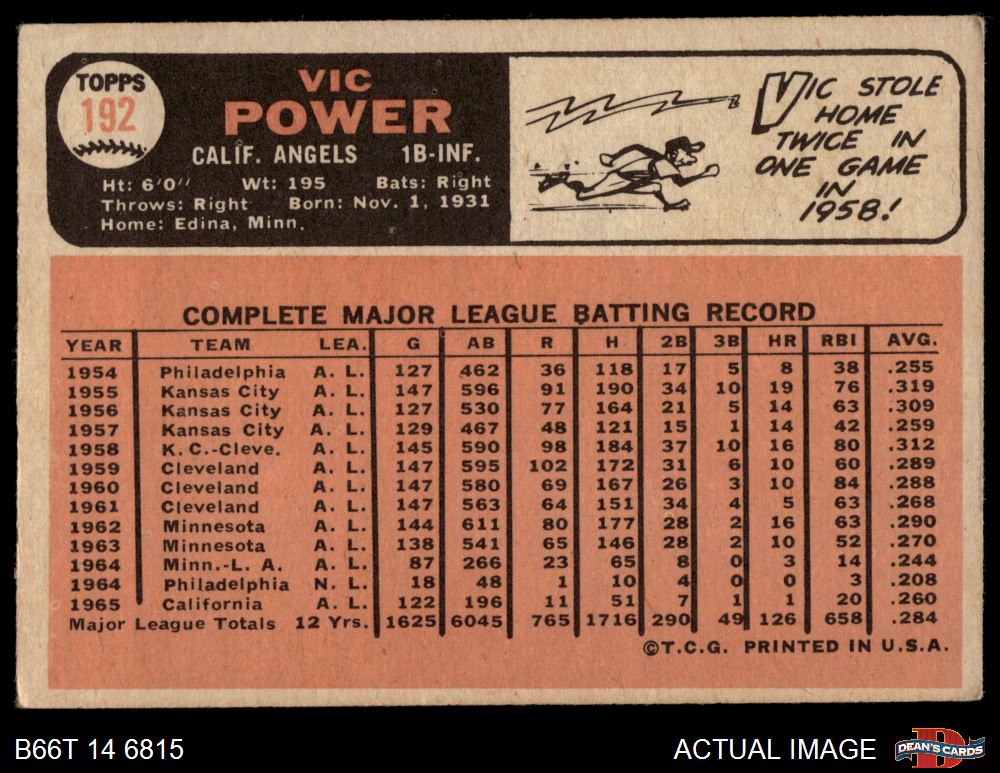 TOPPS
192
VIC
POWER
CALIF. ANGELS 1B-INF.
Ht: 6'0" Wt: 195 Bats: Right
Throws: Right Born: Nov. 1, 1931
Home: Edina, Minn.
VIC STOLE
HOME
TWICE IN
ONE GAME
IN
1958!
COMPLETE MAJOR LEAGUE BATTING RECORD
YEAR TEAM LEA. G AB R H 2B 3B HR RBI AVG.
1954 Philadelphia A. L. 127 462 36 118 17 5 8 38 .255
1955 Kansas City A. L. 147 596 91 190 34 10 19 76 .319
1956 Kansas City A. L. 127 530 77 164 21 5 14 63 .309
1957 Kansas City A. L. 129 467 48 121 15 1 14 42 .259
1958 K. C.-Cleve. A. L. 145 590 98 184 37 10 16 80 .312
1959 Cleveland A. L. 147 595 102 172 31 6 10 60 .289
1960 Cleveland A. L. 147 580 69 167 26 3 10 84 .288
1961 Cleveland A. L. 147 563 64 151 34 4 5 63 .268
1962 Minnesota A. L. 144 611 80 177 28 2 16 63 .290
1963 Minnesota A. L. 138 541 65 146 28 2 10 52 .270
1964 Minn.-L. A. A. L. 87 266 23 65 8 0 3 14 .244
1964 Philadelphia N. L. 18 48 1 10 4 0 0 3 .208
1965 California A. L. 122 196 11 51 7 1 1 20 .260
Major League Totals 12 Yrs. 1625 6045 765 1716 290 49 126 658 .284
©T.C.G. PRINTED IN U.S.A.
B66T 14 6815
ACTUAL IMAGE
D
DEAN'S CARDS